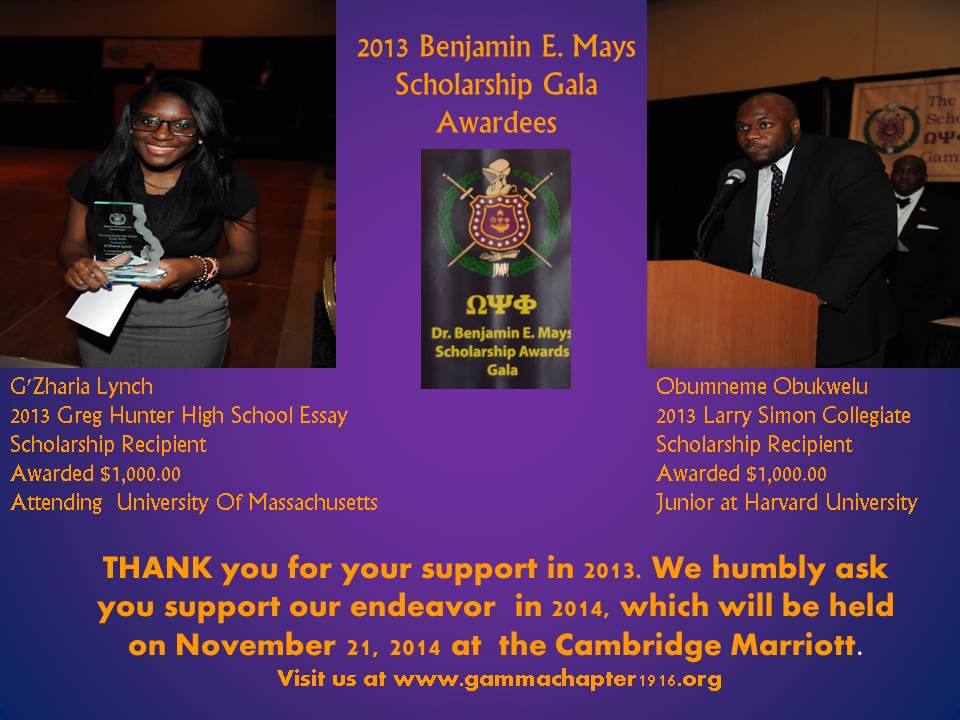 2013 Benjamin E. Mays
Scholarship Gala
Awardees
ΩΨΦ
Dr. Benjamin E. Mays
Scholarship Awards
Gala
The
Scho
ΩΨΦ
Gam
G'Zharia Lynch
2013 Greg Hunter High School Essay
Scholarship Recipient
Awarded $1,000.00
Attending University Of Massachusetts
Obumneme Obukwelu
2013 Larry Simon Collegiate
Scholarship Recipient
Awarded $1,000.00
Junior at Harvard University
THANK you for your support in 2013. We humbly ask
you support our endeavor in 2014, which will be held
on November 21, 2014 at the Cambridge Marriott.
Visit us at www.gammachapter1916.org